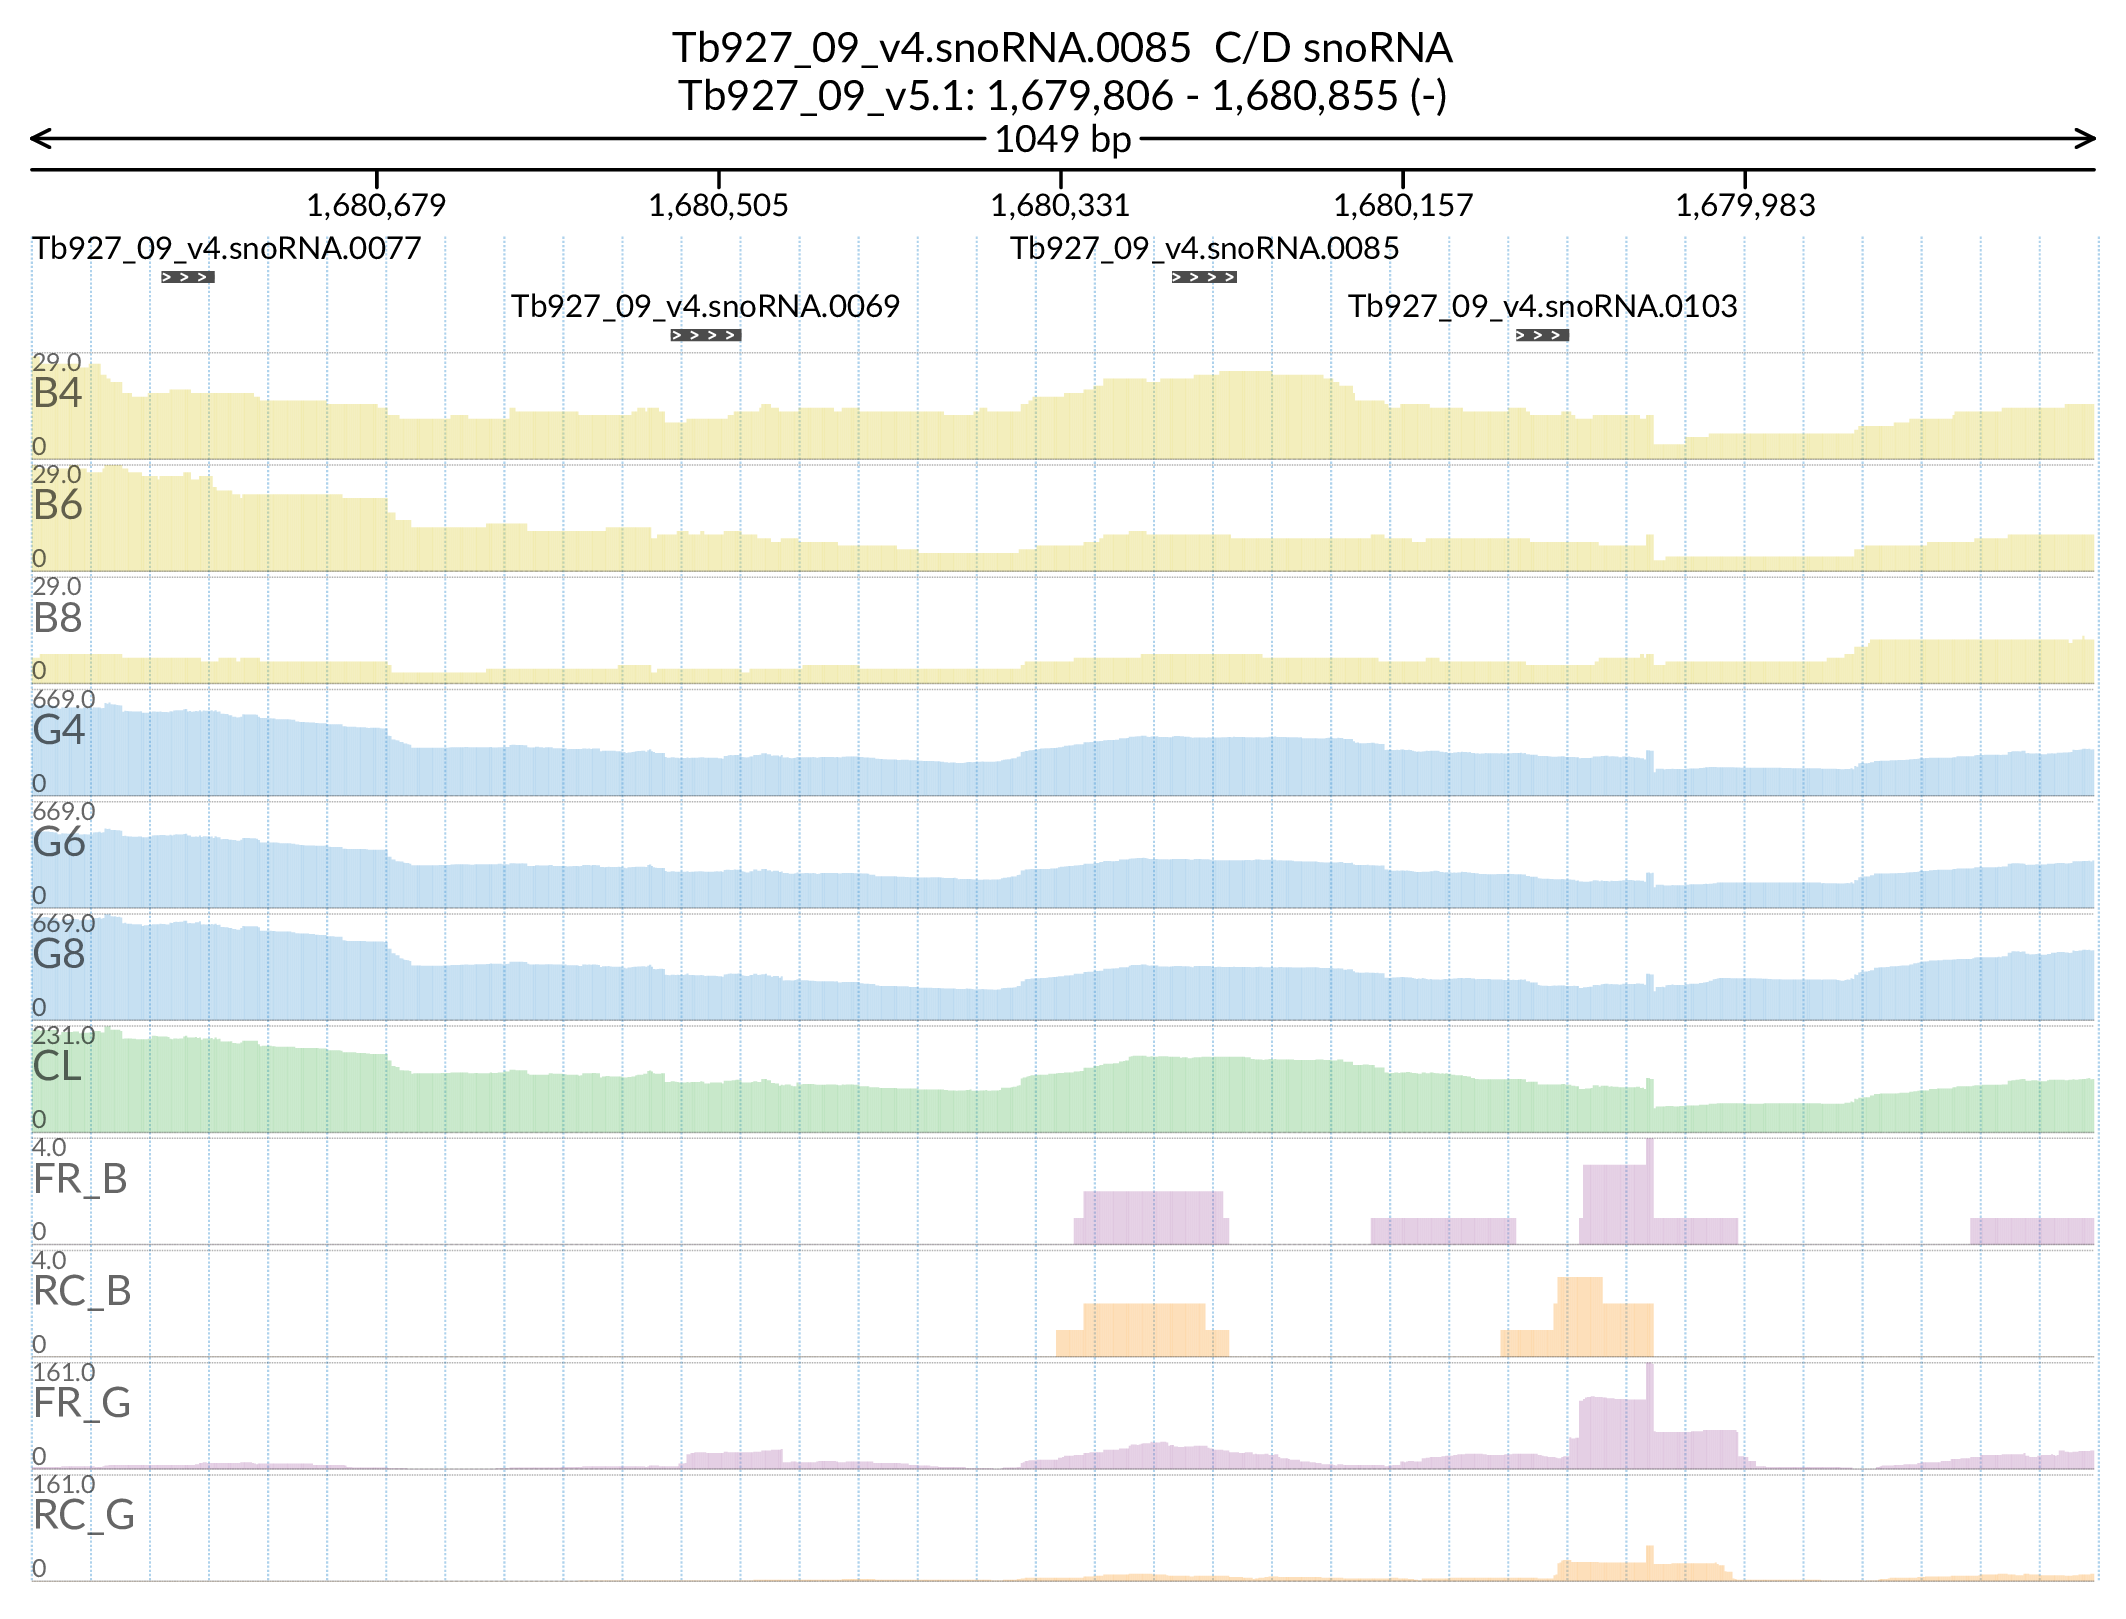 Tb927_09_v4.snoRNA.0085  C/D snoRNA
Tb927_09_v5.1: 1,679,806 - 1,680,855 (-)
1049 bp
1,680,679 1,680,505 1,680,331 1,680,157 1,679,983
Tb927_09_v4.snoRNA.0077 Tb927_09_v4.snoRNA.0085
Tb927_09_v4.snoRNA.0069 Tb927_09_v4.snoRNA.0103
29.0
B4
0
29.0
B6
0
29.0
B8
0
669.0
G4
0
669.0
G6
0
669.0
G8
0
231.0
CL
0
4.0
FR_B
0
4.0
RC_B
0
161.0
FR_G
0
161.0
RC_G
0